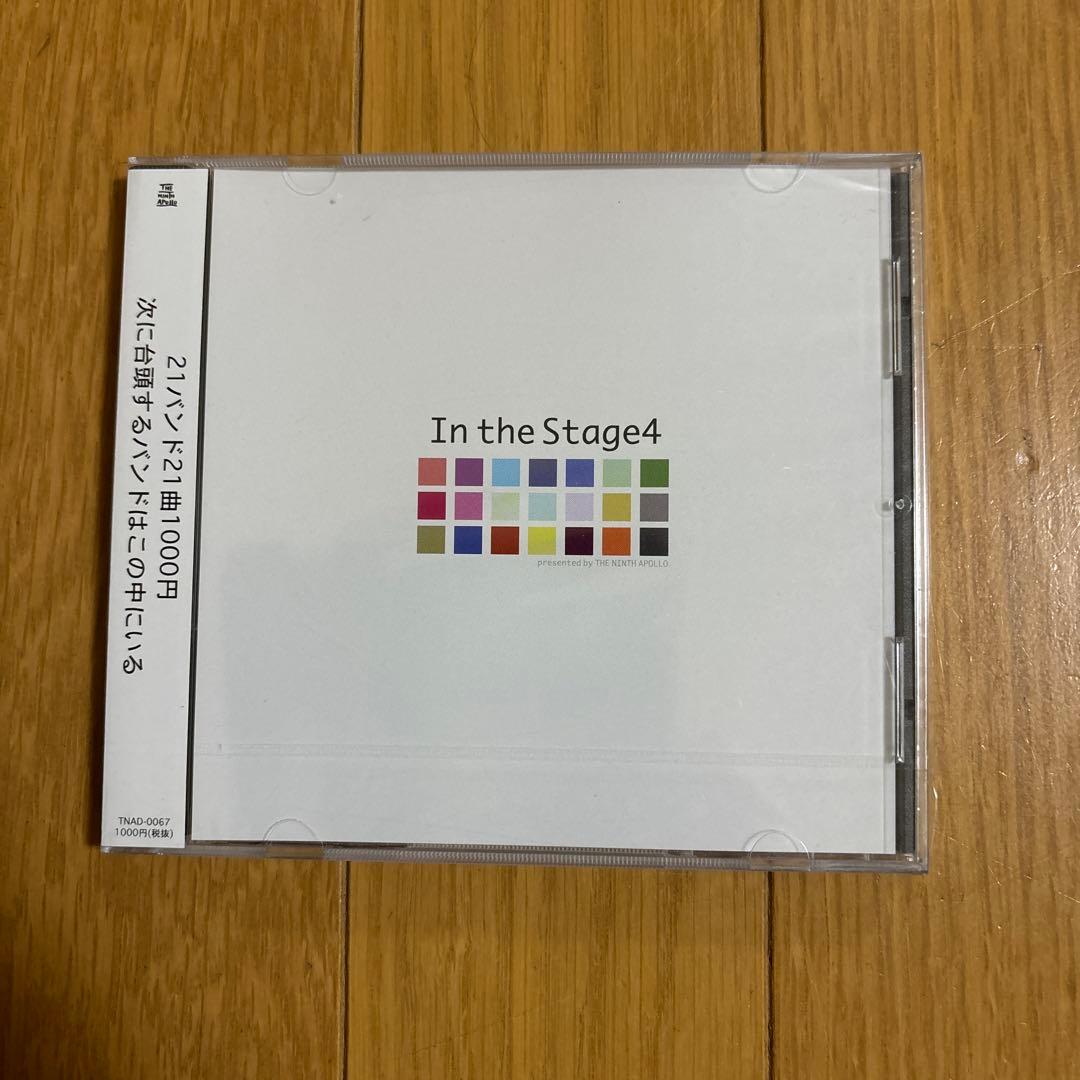 THE
NINTH
APOLLO
21バンド21曲1000円
次に台頭するバンドはこの中にいる
TNAD-0067
1000円(税抜)
In the Stage4
presented by THE NINTH APOLLO